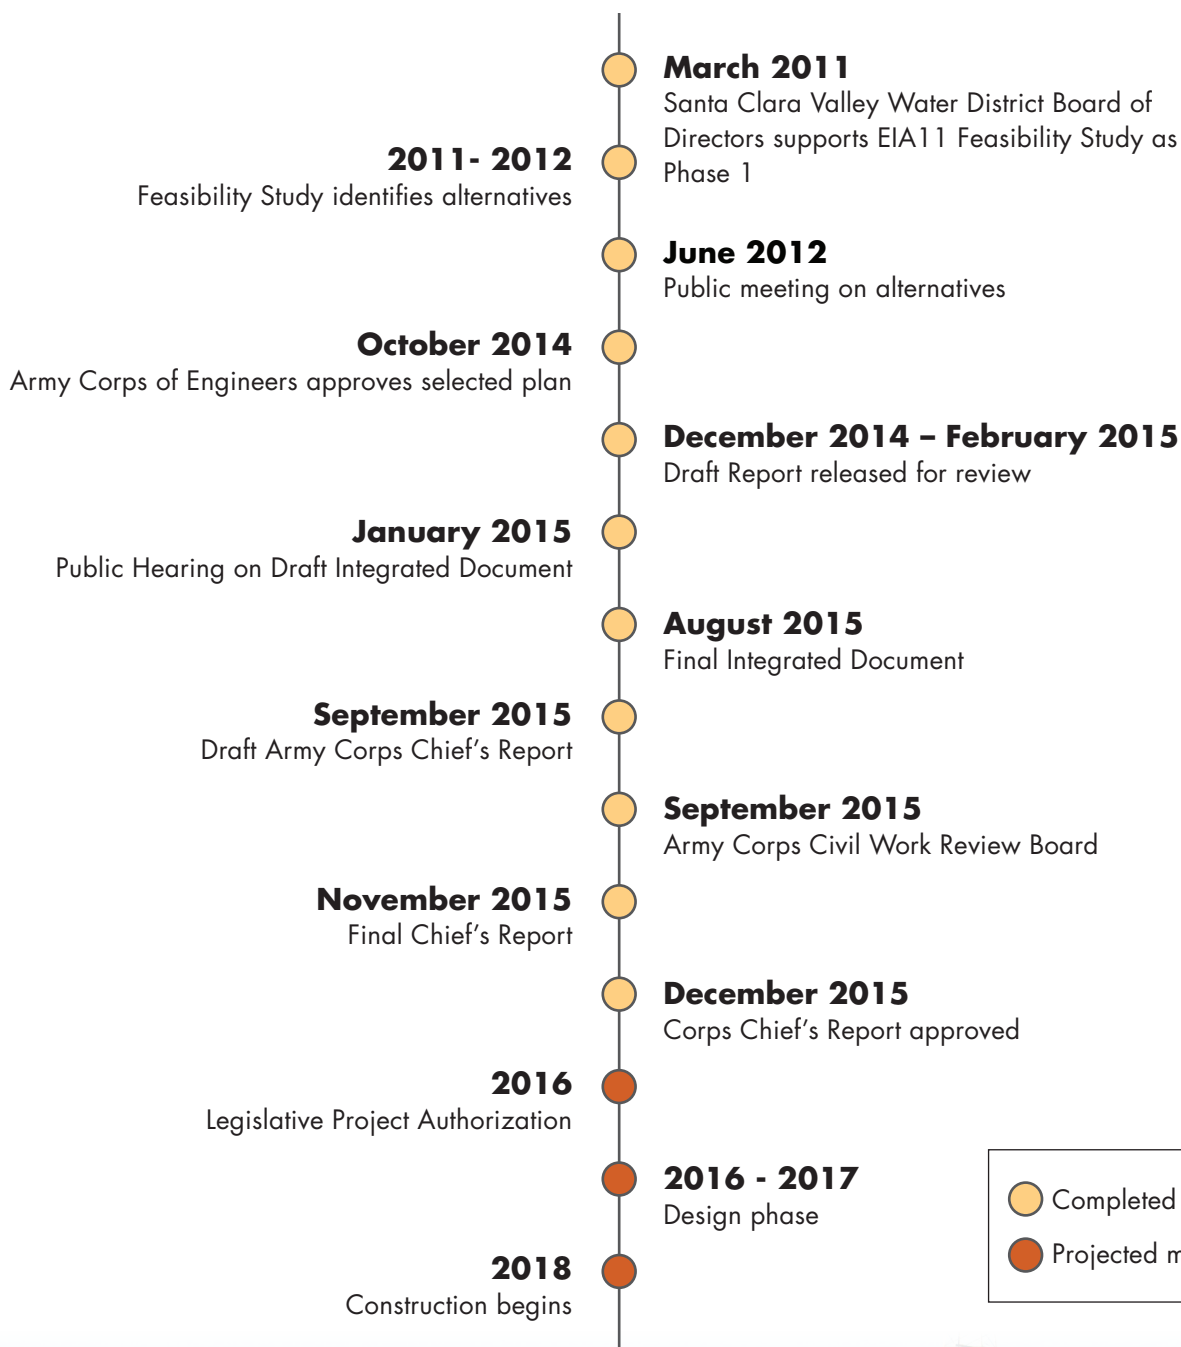 March 2011
Santa Clara Valley Water District Board of
Directors supports EIA11 Feasibility Study as
Phase 1
2011- 2012
Feasibility Study identifies alternatives
June 2012
Public meeting on alternatives
October 2014
Army Corps of Engineers approves selected plan
December 2014 – February 2015
Draft Report released for review
January 2015
Public Hearing on Draft Integrated Document
August 2015
Final Integrated Document
September 2015
Draft Army Corps Chief's Report
September 2015
Army Corps Civil Work Review Board
November 2015
Final Chief's Report
December 2015
Corps Chief's Report approved
2016
Legislative Project Authorization
2016 - 2017
Design phase
2018
Construction begins
Completed
Projected